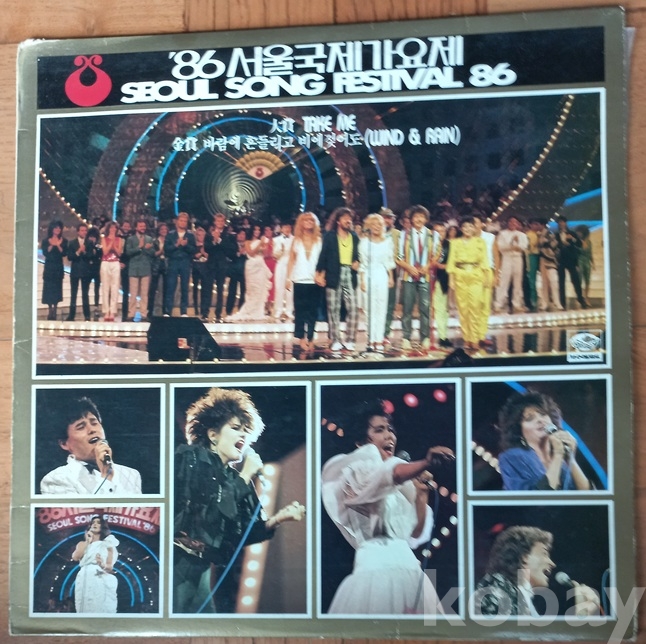 '86 서울국제가요제
SEOUL SONG FESTIVAL 86
大賞 TAKE ME
金賞 바람에 흔들리고 비에 젖어도 (WIND & RAIN)
SEOUL SONG FESTIVAL '86
kobay